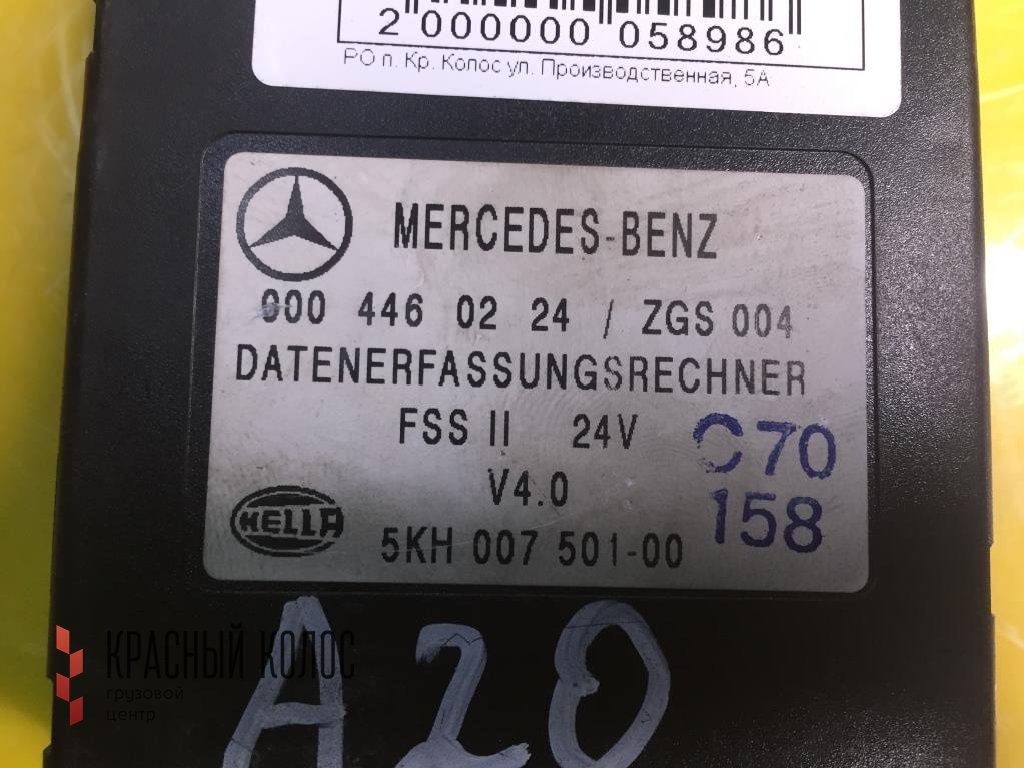 2 000000 058986
РО п. Кр. Колос ул. Производственная, 5А
MERCEDES-BENZ
000 446 02 24 / ZGS 004
DATENERFASSUNGSRECHNER
FSS II 24V
C70
V4.0
158
HELLA
5KH 007 501-00
КРАСНЫЙ КОЛОС
грузовой
центр
A20